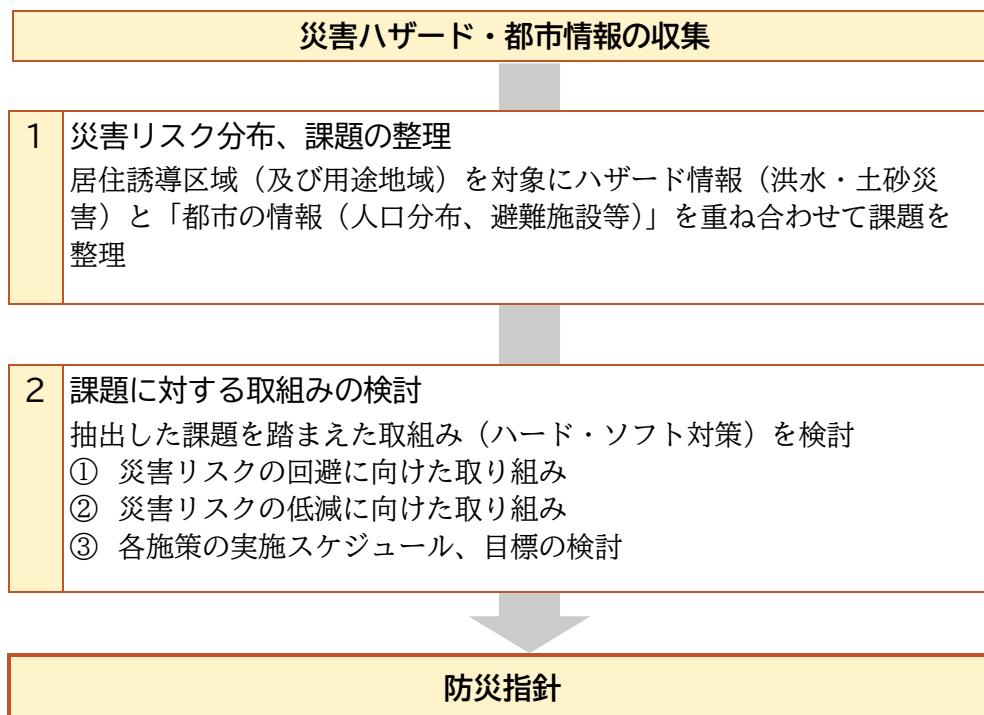 災害ハザード・都市情報の収集
1 災害リスク分布、課題の整理
居住誘導区域（及び用途地域）を対象にハザード情報（洪水・土砂災
害）と「都市の情報（人口分布、避難施設等）」を重ね合わせて課題を
整理
2 課題に対する取組みの検討
抽出した課題を踏まえた取組み（ハード・ソフト対策）を検討
① 災害リスクの回避に向けた取り組み
② 災害リスクの低減に向けた取り組み
③ 各施策の実施スケジュール、目標の検討
防災指針